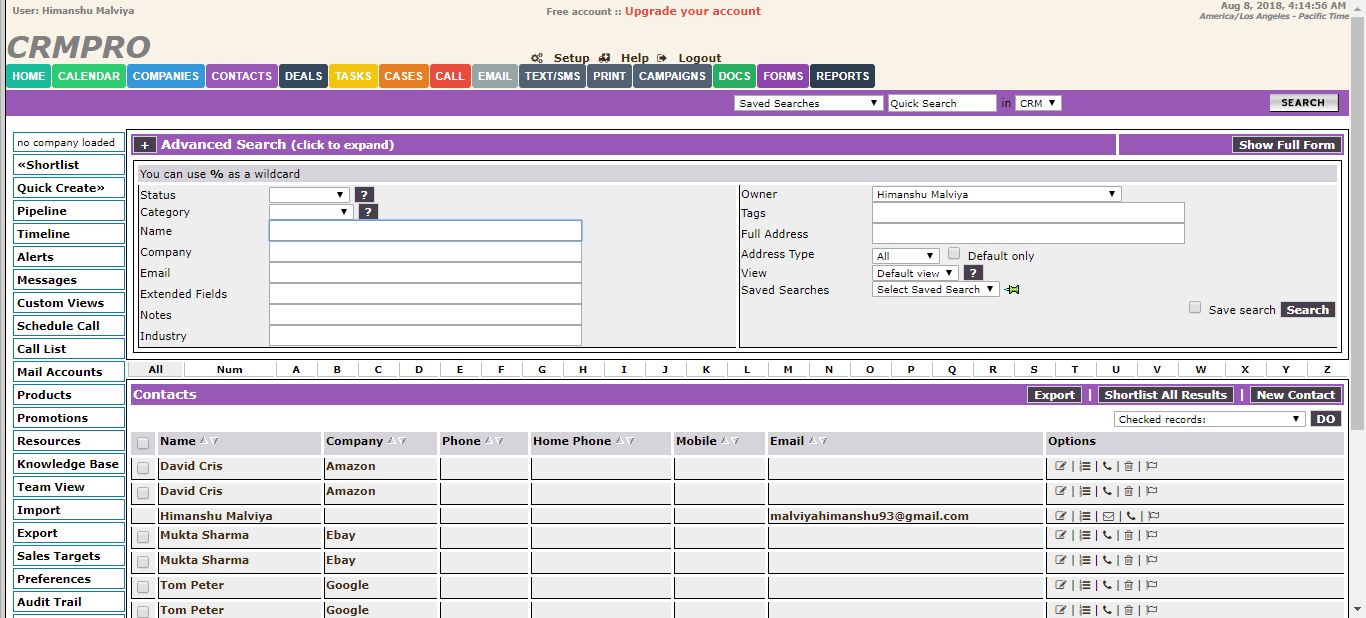 User: Himanshu Malviya
Free account :: Upgrade your account
Aug 8, 2018, 4:14:56 AM
America/Los Angeles - Pacific Time
CRMPRO
Setup Help Logout
HOME CALENDAR COMPANIES CONTACTS DEALS TASKS CASES CALL EMAIL TEXT/SMS PRINT CAMPAIGNS DOCS FORMS REPORTS
Saved Searches Quick Search in CRM SEARCH
no company loaded
«Shortlist
Quick Create»
Pipeline
Timeline
Alerts
Messages
Custom Views
Schedule Call
Call List
Mail Accounts
Products
Promotions
Resources
Knowledge Base
Team View
Import
Export
Sales Targets
Preferences
Audit Trail
+ Advanced Search (click to expand) Show Full Form
You can use % as a wildcard
Status ?
Category ?
Name
Company
Email
Extended Fields
Notes
Industry
Owner Himanshu Malviya
Tags
Full Address
Address Type All Default only
View Default view ?
Saved Searches Select Saved Search
Save search Search
All Num A B C D E F G H I J K L M N O P Q R S T U V W X Y Z
Contacts Export | Shortlist All Results | New Contact
Checked records: DO
Name Company Phone Home Phone Mobile Email Options
David Cris Amazon
David Cris Amazon
Himanshu Malviya malviyahimanshu93@gmail.com
Mukta Sharma Ebay
Mukta Sharma Ebay
Tom Peter Google
Tom Peter Google